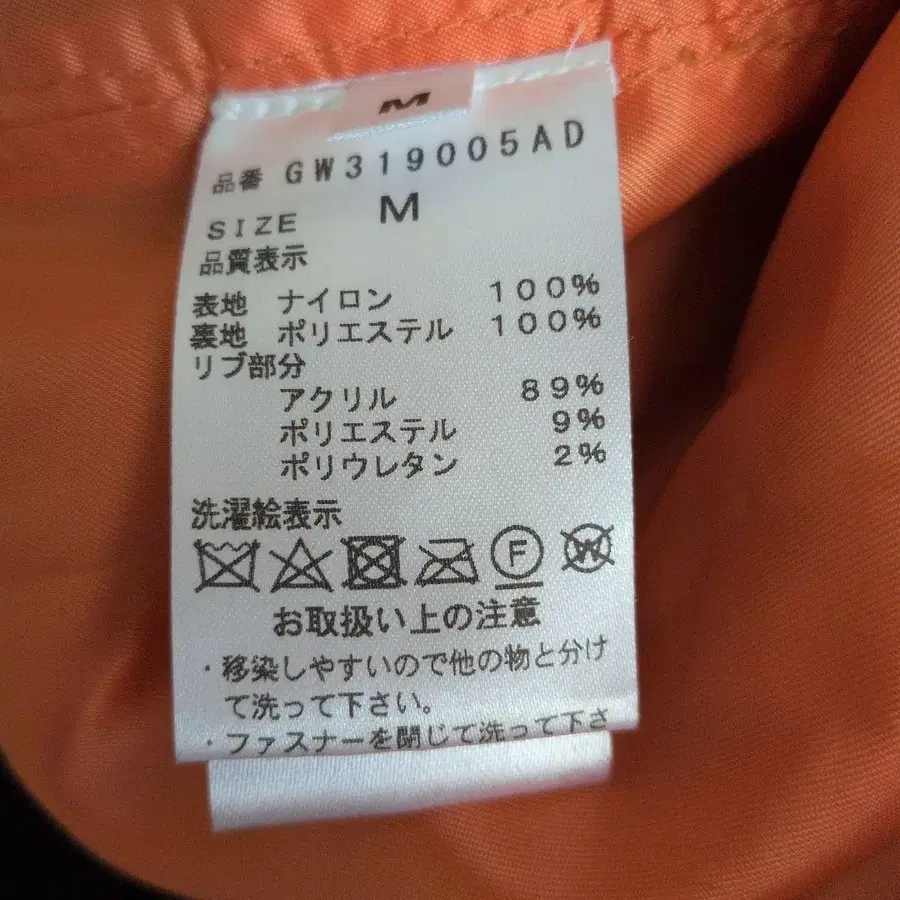 M
品番 GW319005AD
SIZE M
品質表示
表地 ナイロン 100%
裏地 ポリエステル 100%
リブ部分
アクリル 89%
ポリエステル 9%
ポリウレタン 2%
洗濯絵表示
F W
お取扱い上の注意
・移染しやすいので他の物と分け
て洗って下さい。
・ファスナーを閉じて洗って下さ